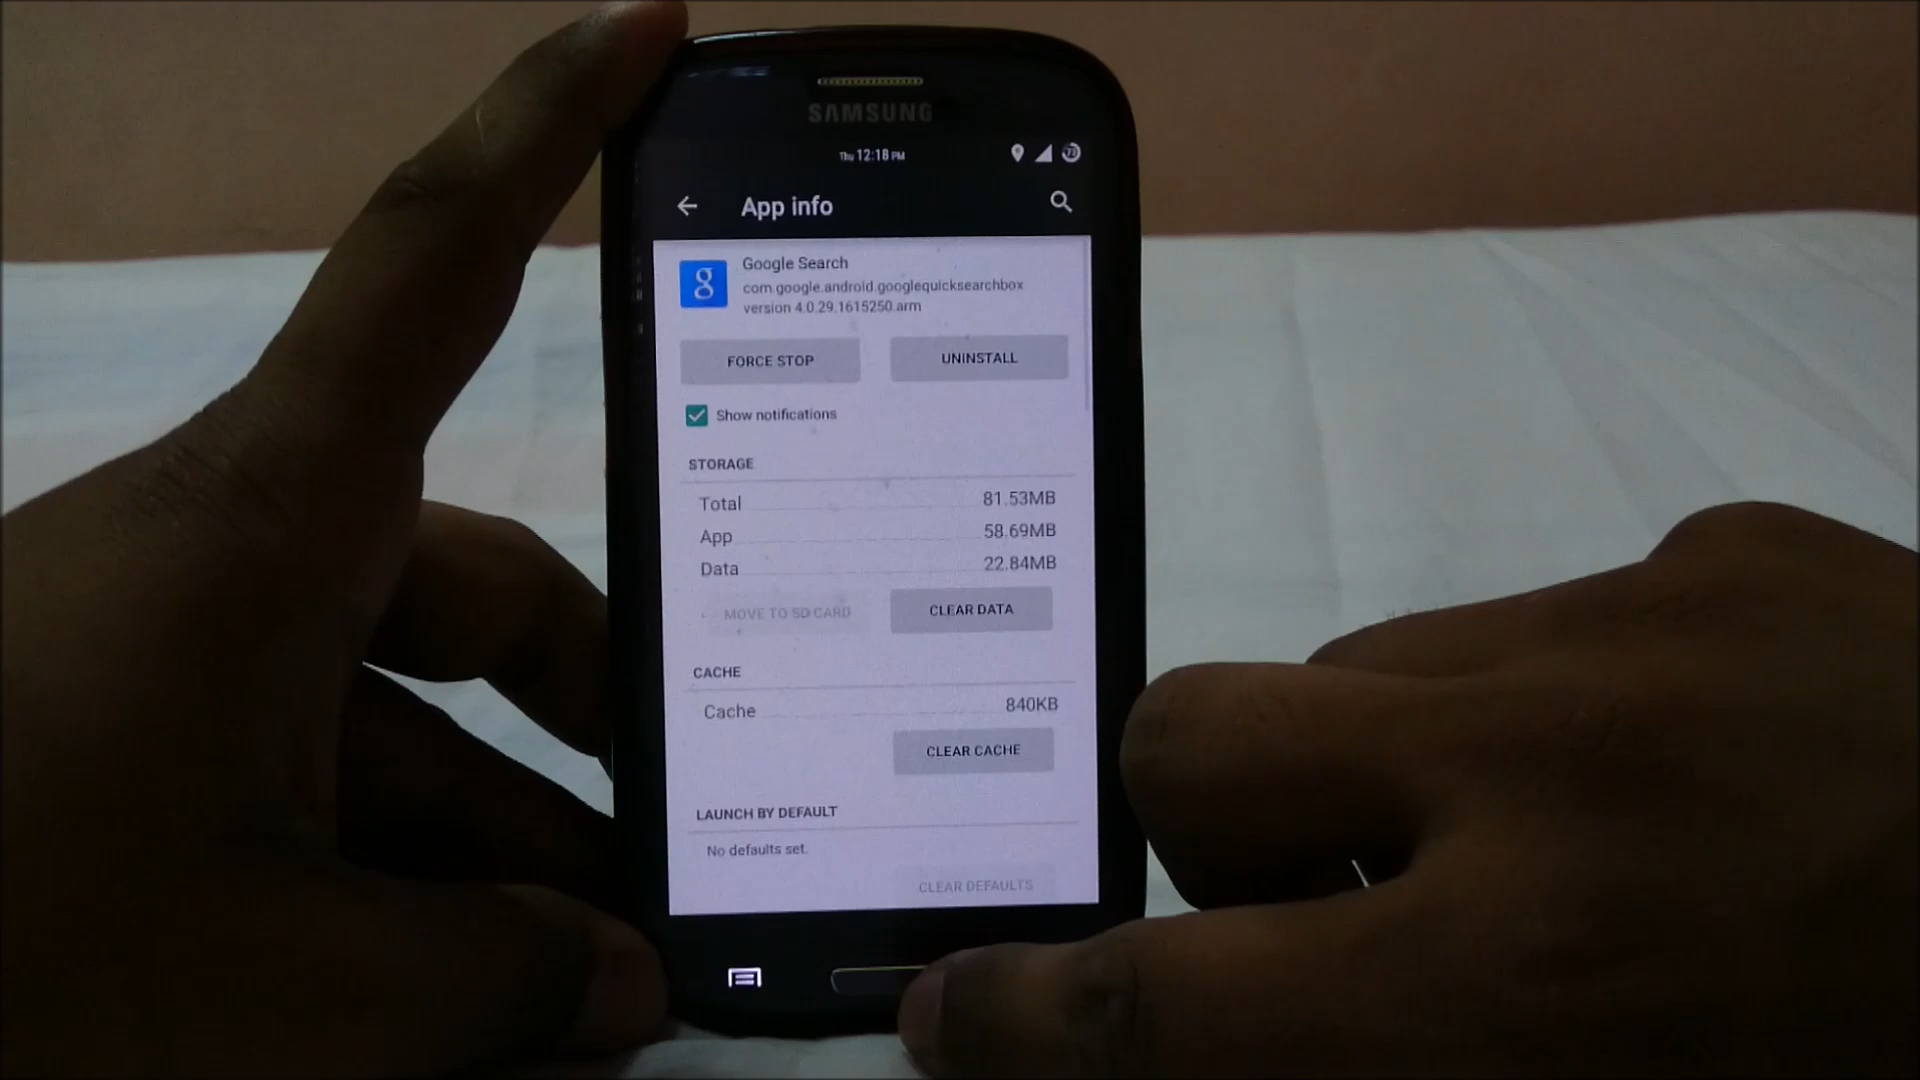 SAMSUNG
Thu 12:18 PM
73
App info
g
Google Search
com.google.android.googlequicksearchbox
version 4.0.29.1615250.arm
FORCE STOP
UNINSTALL
Show notifications
STORAGE
Total 81.53MB
App 58.69MB
Data 22.84MB
MOVE TO SD CARD
CLEAR DATA
CACHE
Cache 840KB
CLEAR CACHE
LAUNCH BY DEFAULT
No defaults set.
CLEAR DEFAULTS